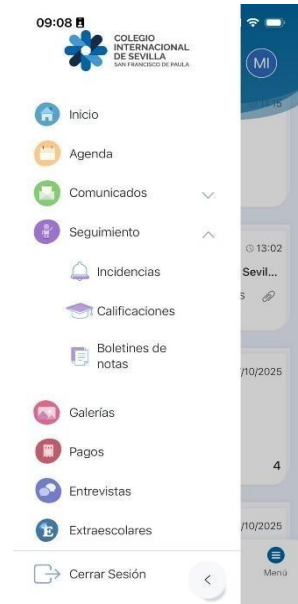 09:08
COLEGIO
INTERNACIONAL
DE SEVILLA
SAN FRANCISCO DE PAULA
MI
Inicio
Agenda
Comunicados
Seguimiento
13:02
Incidencias
Sevil...
s
Calificaciones
Boletines de
notas
/10/2025
Galerías
Pagos
4
Entrevistas
Extraescolares
/10/2025
Cerrar Sesión
Menú